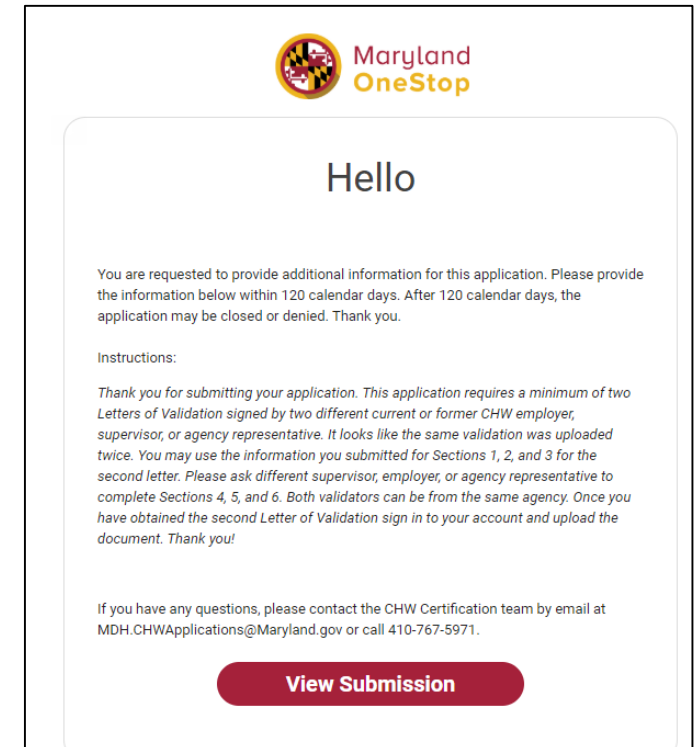 Maryland
OneStop
Hello
You are requested to provide additional information for this application. Please provide
the information below within 120 calendar days. After 120 calendar days, the
application may be closed or denied. Thank you.
Instructions:
Thank you for submitting your application. This application requires a minimum of two
Letters of Validation signed by two different current or former CHW employer,
supervisor, or agency representative. It looks like the same validation was uploaded
twice. You may use the information you submitted for Sections 1, 2, and 3 for the
second letter. Please ask different supervisor, employer, or agency representative to
complete Sections 4, 5, and 6. Both validators can be from the same agency. Once you
have obtained the second Letter of Validation sign in to your account and upload the
document. Thank you!
If you have any questions, please contact the CHW Certification team by email at
MDH.CHWApplications@Maryland.gov or call 410-767-5971.
View Submission